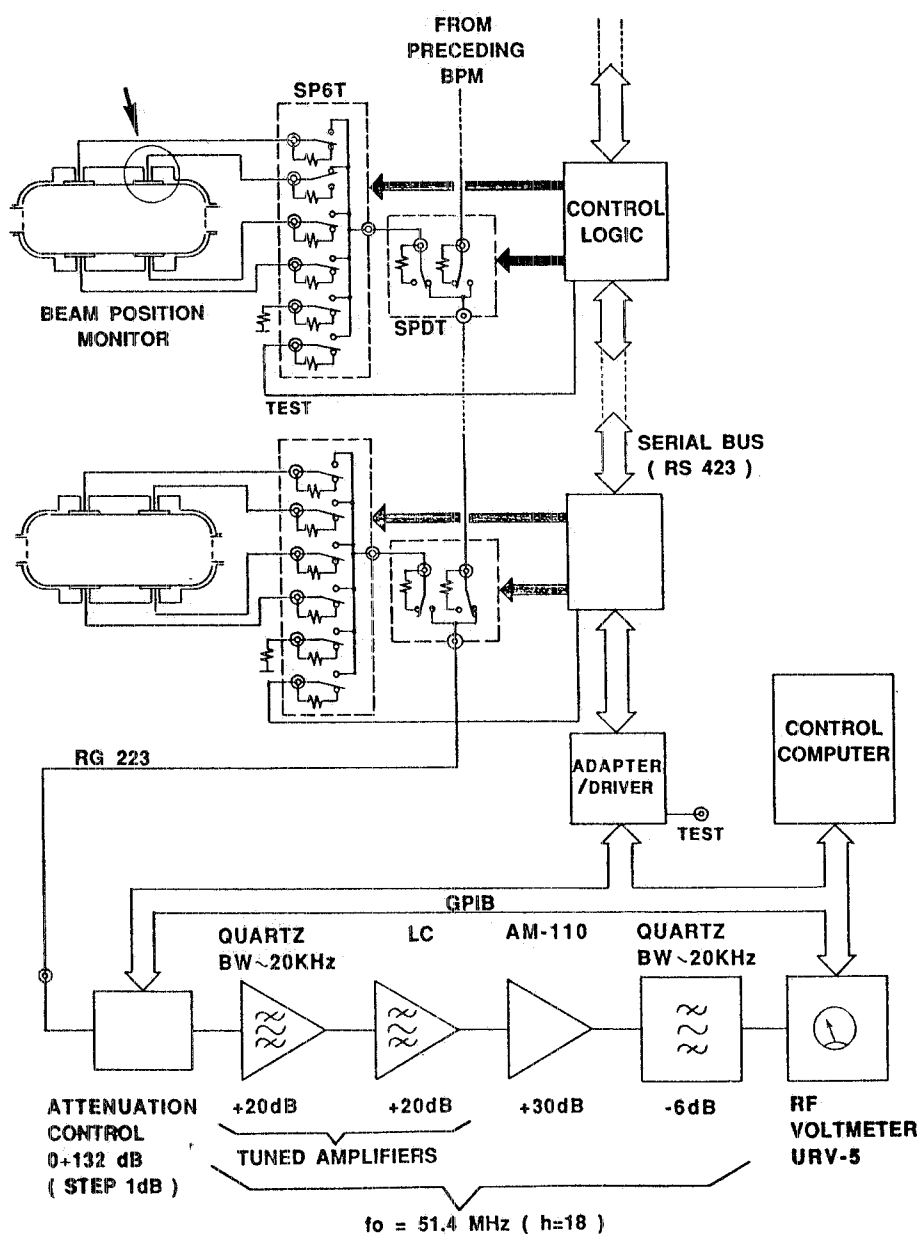 FROM
PRECEDING
BPM
SP6T
CONTROL
LOGIC
BEAM POSITION
MONITOR
SPDT
TEST
SERIAL BUS
( RS 423 )
RG 223
ADAPTER
/DRIVER
CONTROL
COMPUTER
TEST
GPIB
QUARTZ
BW~20KHz
LC
AM-110
QUARTZ
BW~20KHz
ATTENUATION
CONTROL
0+132 dB
( STEP 1dB )
+20dB
+20dB
+30dB
-6dB
RF
VOLTMETER
URV-5
TUNED AMPLIFIERS
fo = 51.4 MHz ( h=18 )